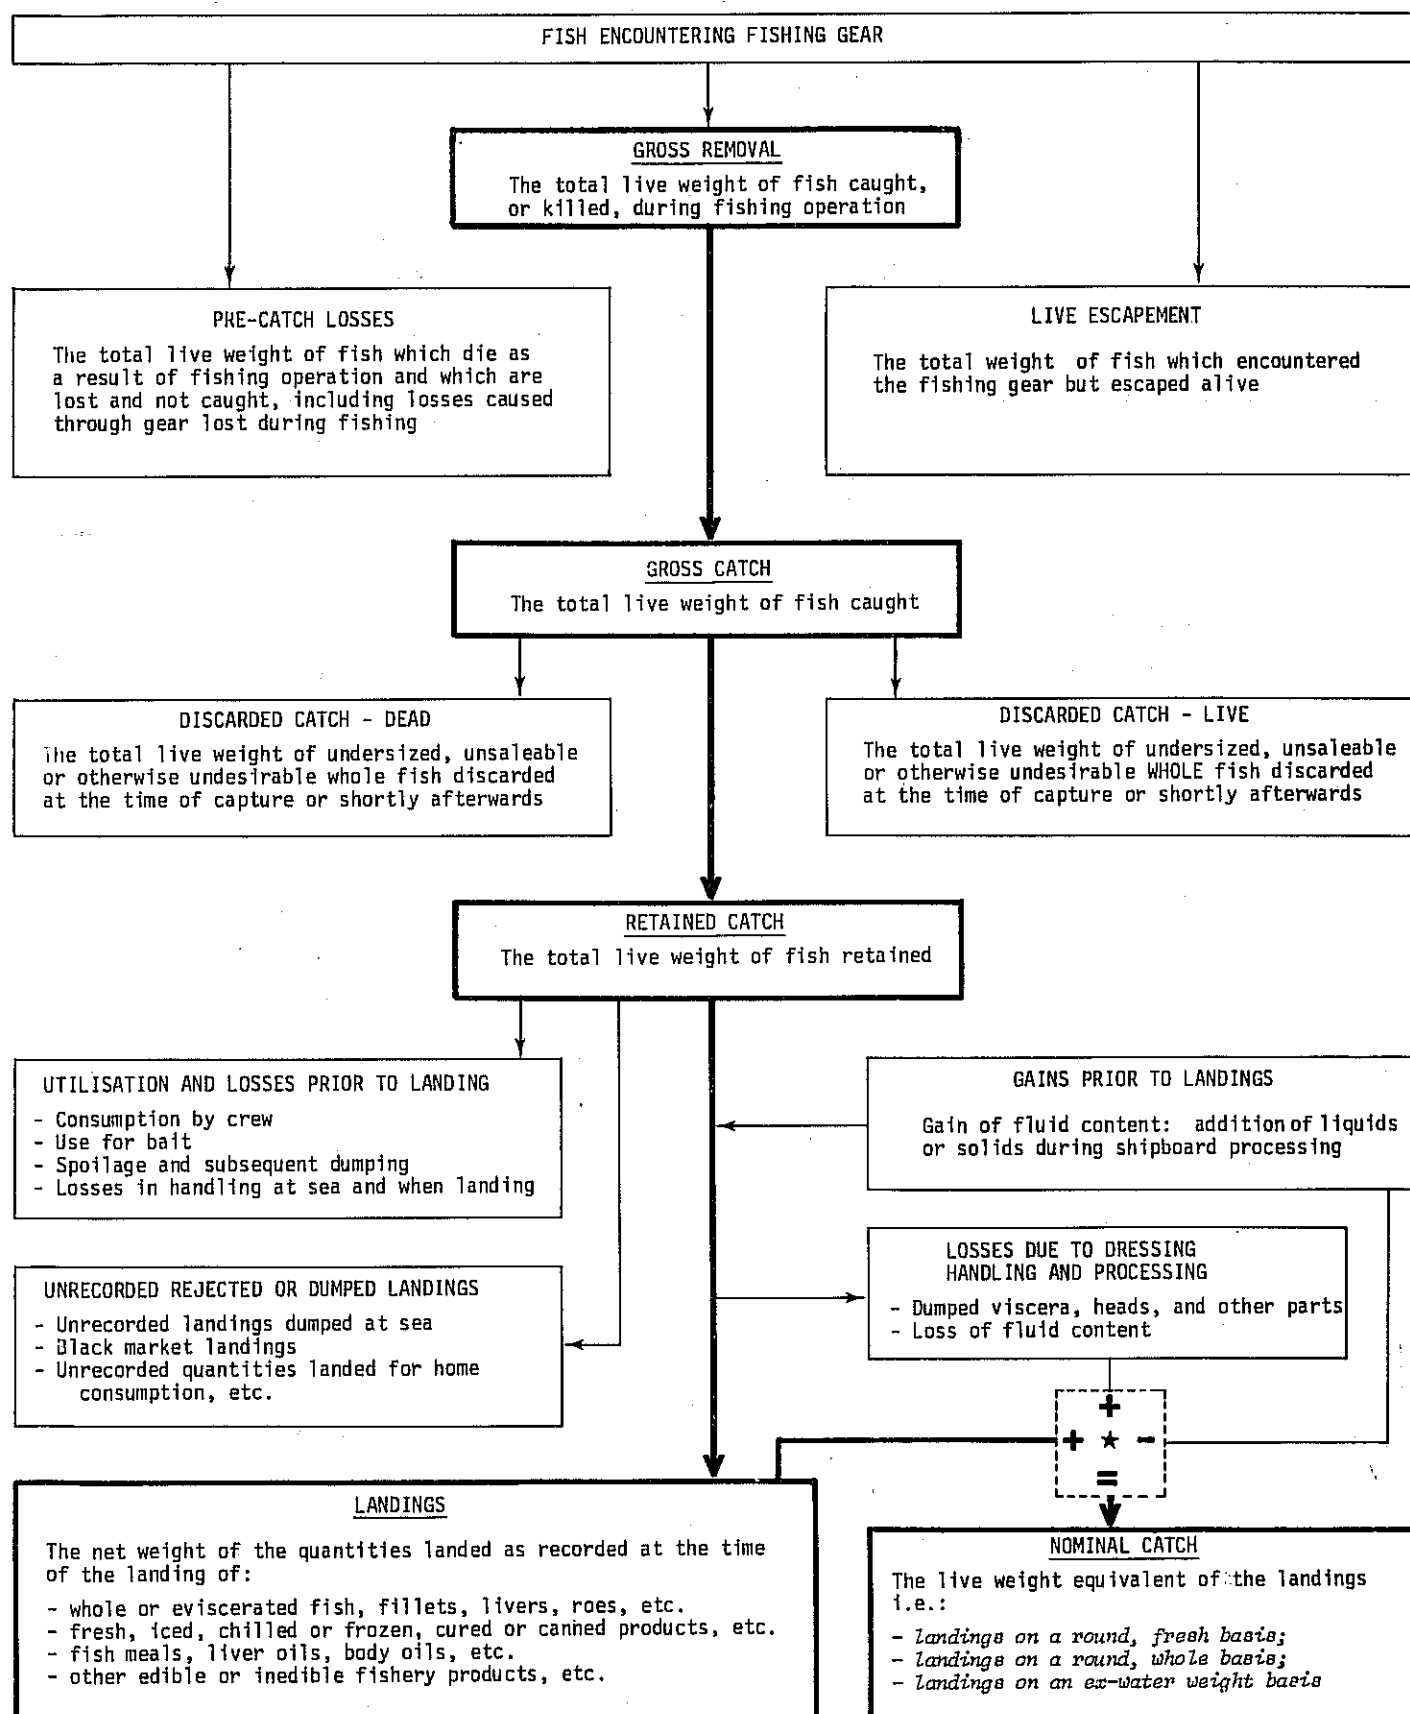 FISH ENCOUNTERING FISHING GEAR
GROSS REMOVAL
The total live weight of fish caught,
or killed, during fishing operation
PRE-CATCH LOSSES
The total live weight of fish which die as
a result of fishing operation and which are
lost and not caught, including losses caused
through gear lost during fishing
LIVE ESCAPEMENT
The total weight of fish which encountered
the fishing gear but escaped alive
GROSS CATCH
The total live weight of fish caught
DISCARDED CATCH - DEAD
The total live weight of undersized, unsaleable
or otherwise undesirable whole fish discarded
at the time of capture or shortly afterwards
DISCARDED CATCH - LIVE
The total live weight of undersized, unsaleable
or otherwise undesirable WHOLE fish discarded
at the time of capture or shortly afterwards
RETAINED CATCH
The total live weight of fish retained
UTILISATION AND LOSSES PRIOR TO LANDING
- Consumption by crew
- Use for bait
- Spoilage and subsequent dumping
- Losses in handling at sea and when landing
GAINS PRIOR TO LANDINGS
Gain of fluid content: addition of liquids
or solids during shipboard processing
UNRECORDED REJECTED OR DUMPED LANDINGS
- Unrecorded landings dumped at sea
- Black market landings
- Unrecorded quantities landed for home
consumption, etc.
LOSSES DUE TO DRESSING
HANDLING AND PROCESSING
- Dumped viscera, heads, and other parts
- Loss of fluid content
+
+ ★ -
=
LANDINGS
The net weight of the quantities landed as recorded at the time
of the landing of:
- whole or eviscerated fish, fillets, livers, roes, etc.
- fresh, iced, chilled or frozen, cured or canned products, etc.
- fish meals, liver oils, body oils, etc.
- other edible or inedible fishery products, etc.
NOMINAL CATCH
The live weight equivalent of the landings
i.e.:
- landings on a round, fresh basis;
- landings on a round, whole basis;
- landings on an ex-water weight basis